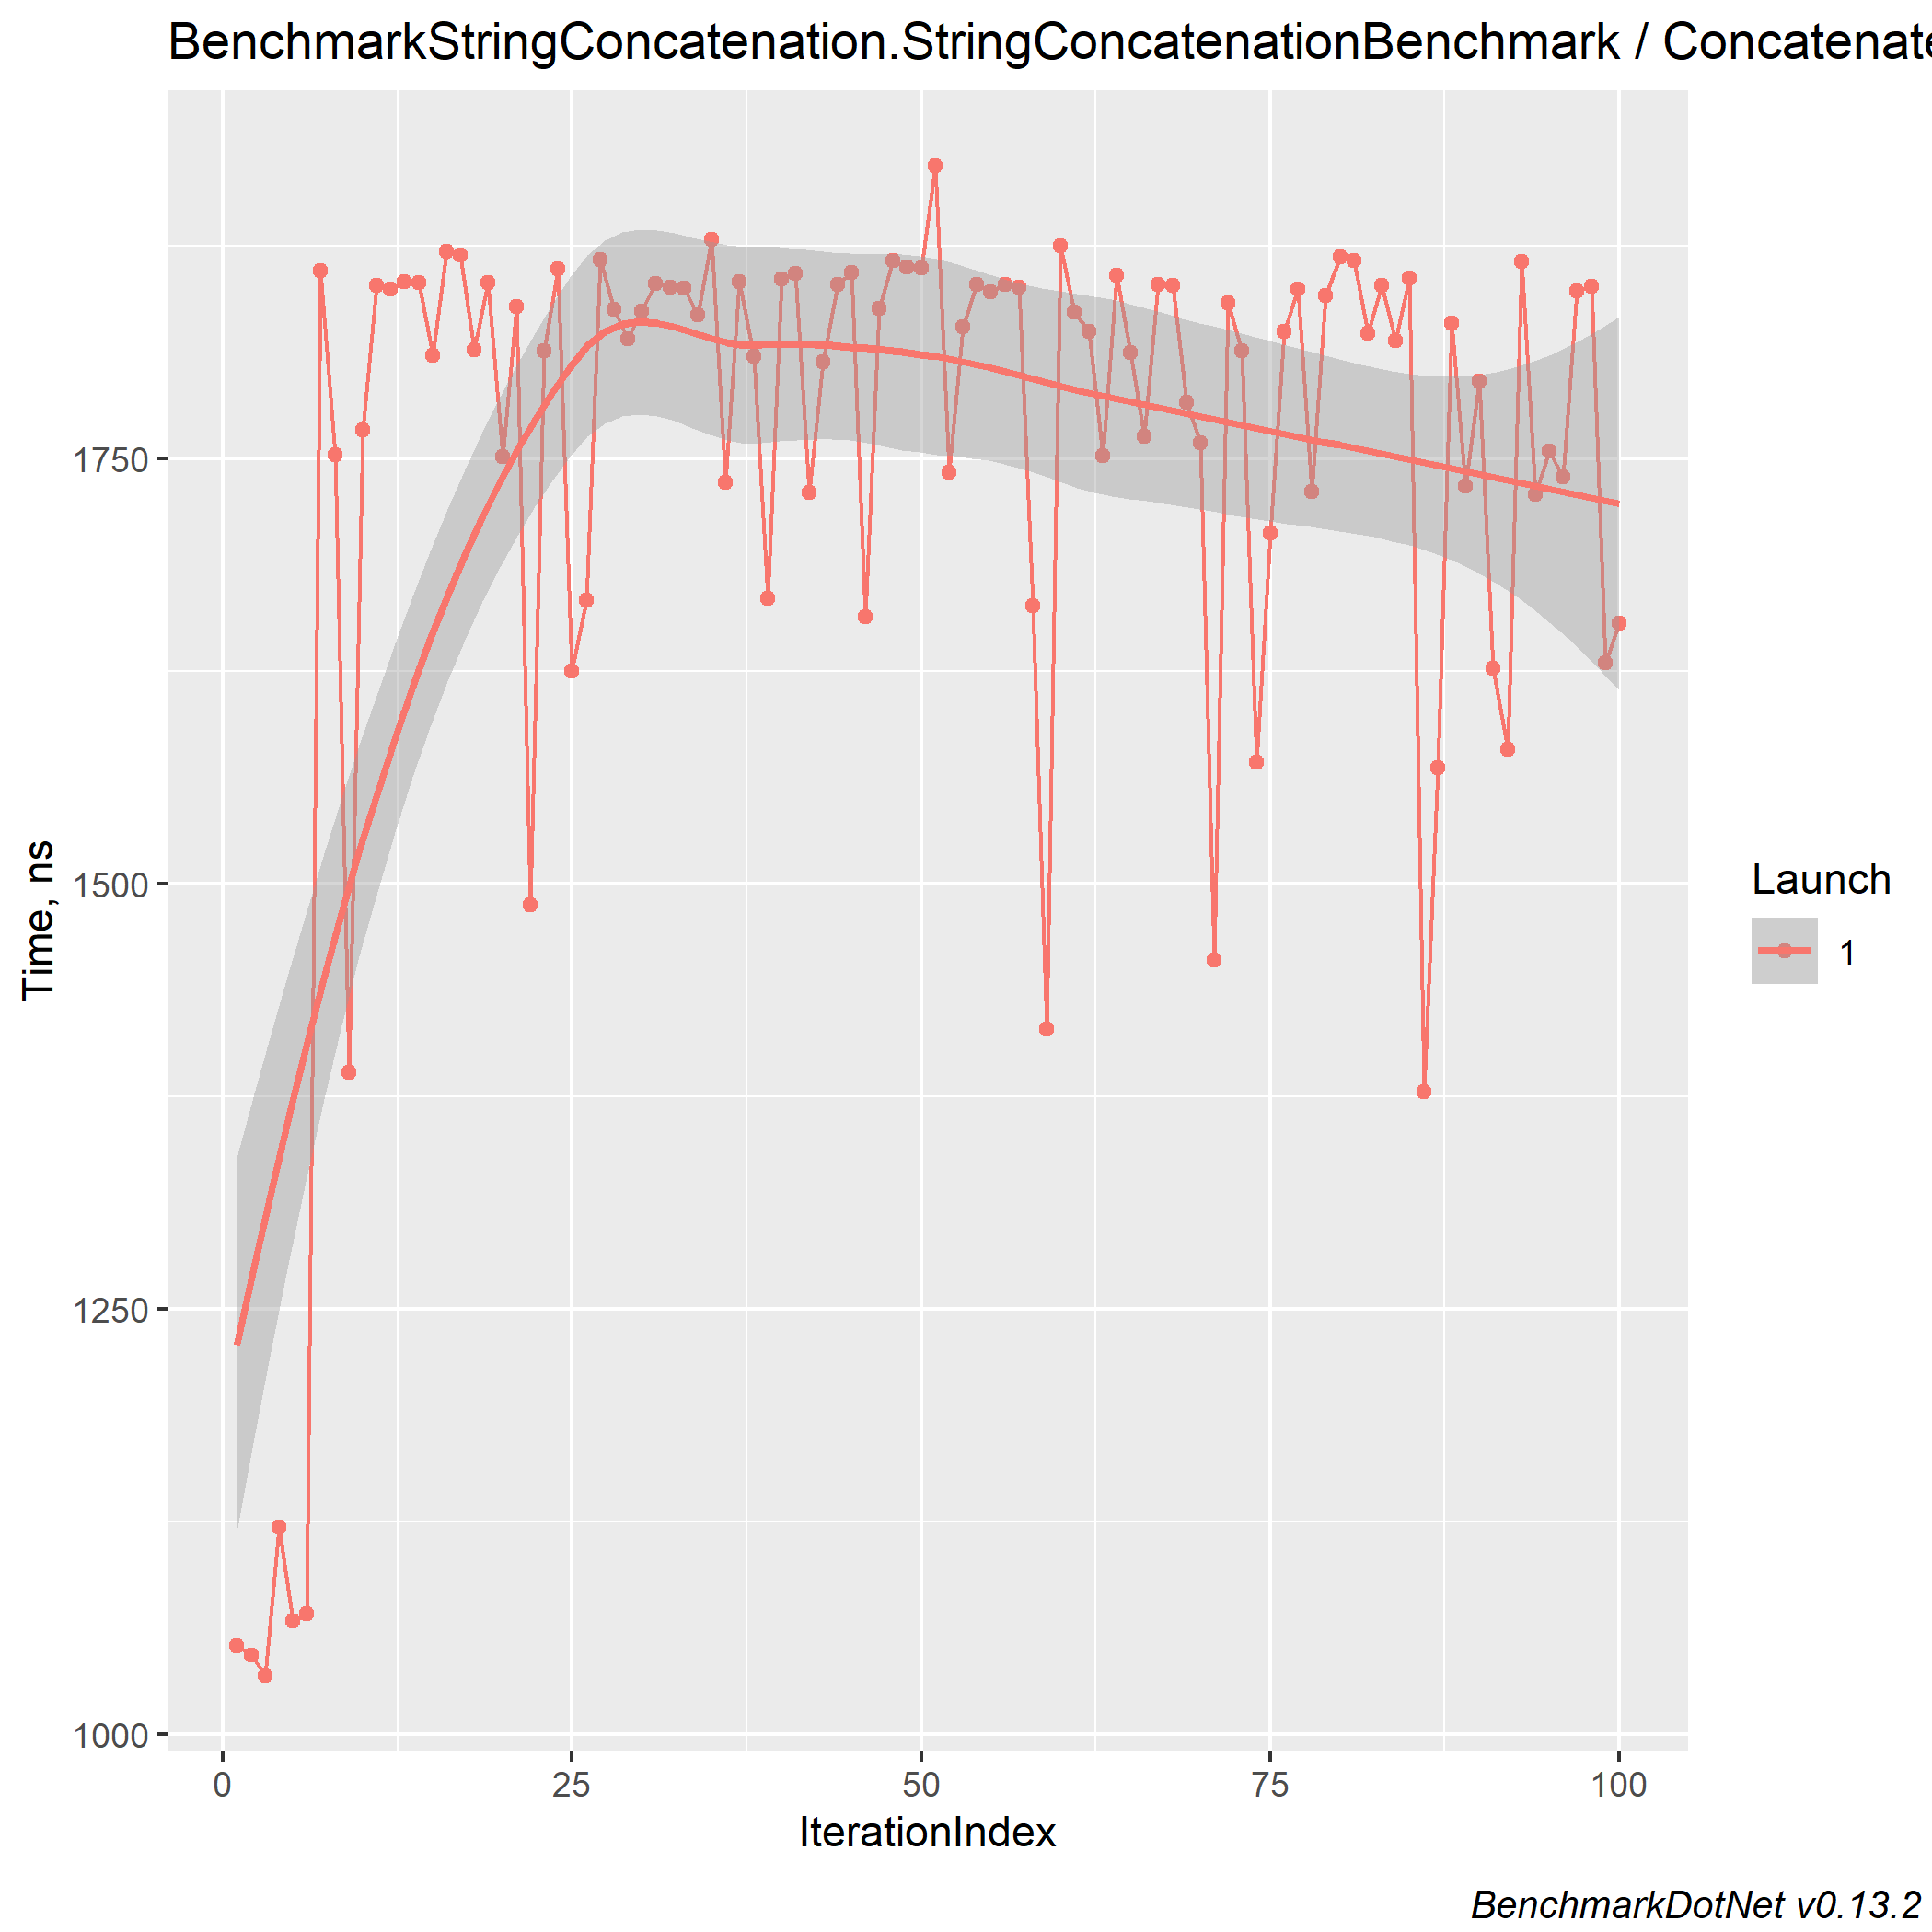 BenchmarkStringConcatenation.StringConcatenationBenchmark / Concatenate
1750
1500
1250
1000
Time, ns
0 25 50 75 100
IterationIndex
Launch
1
BenchmarkDotNet v0.13.2